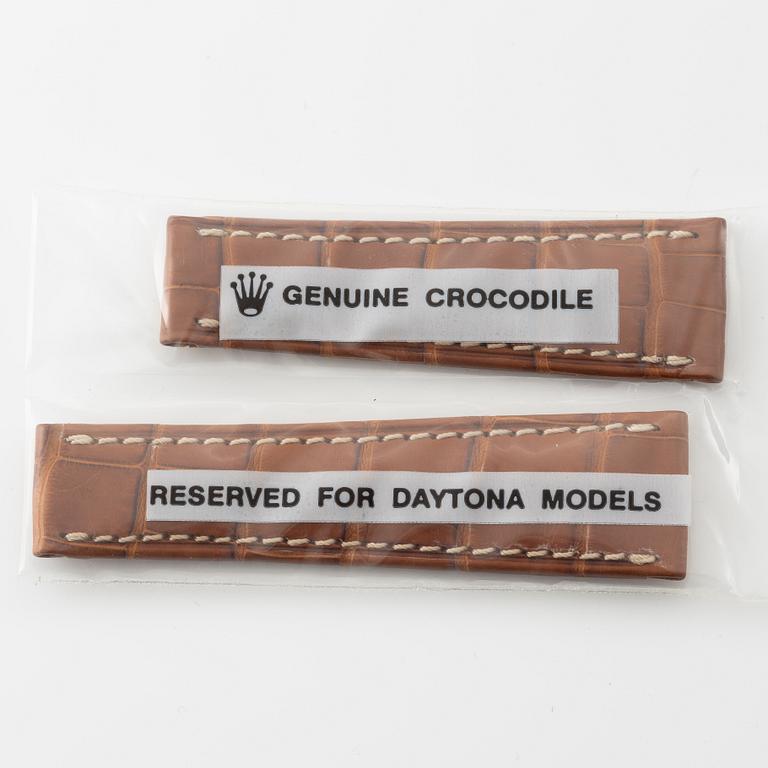 GENUINE CROCODILE
RESERVED FOR DAYTONA MODELS